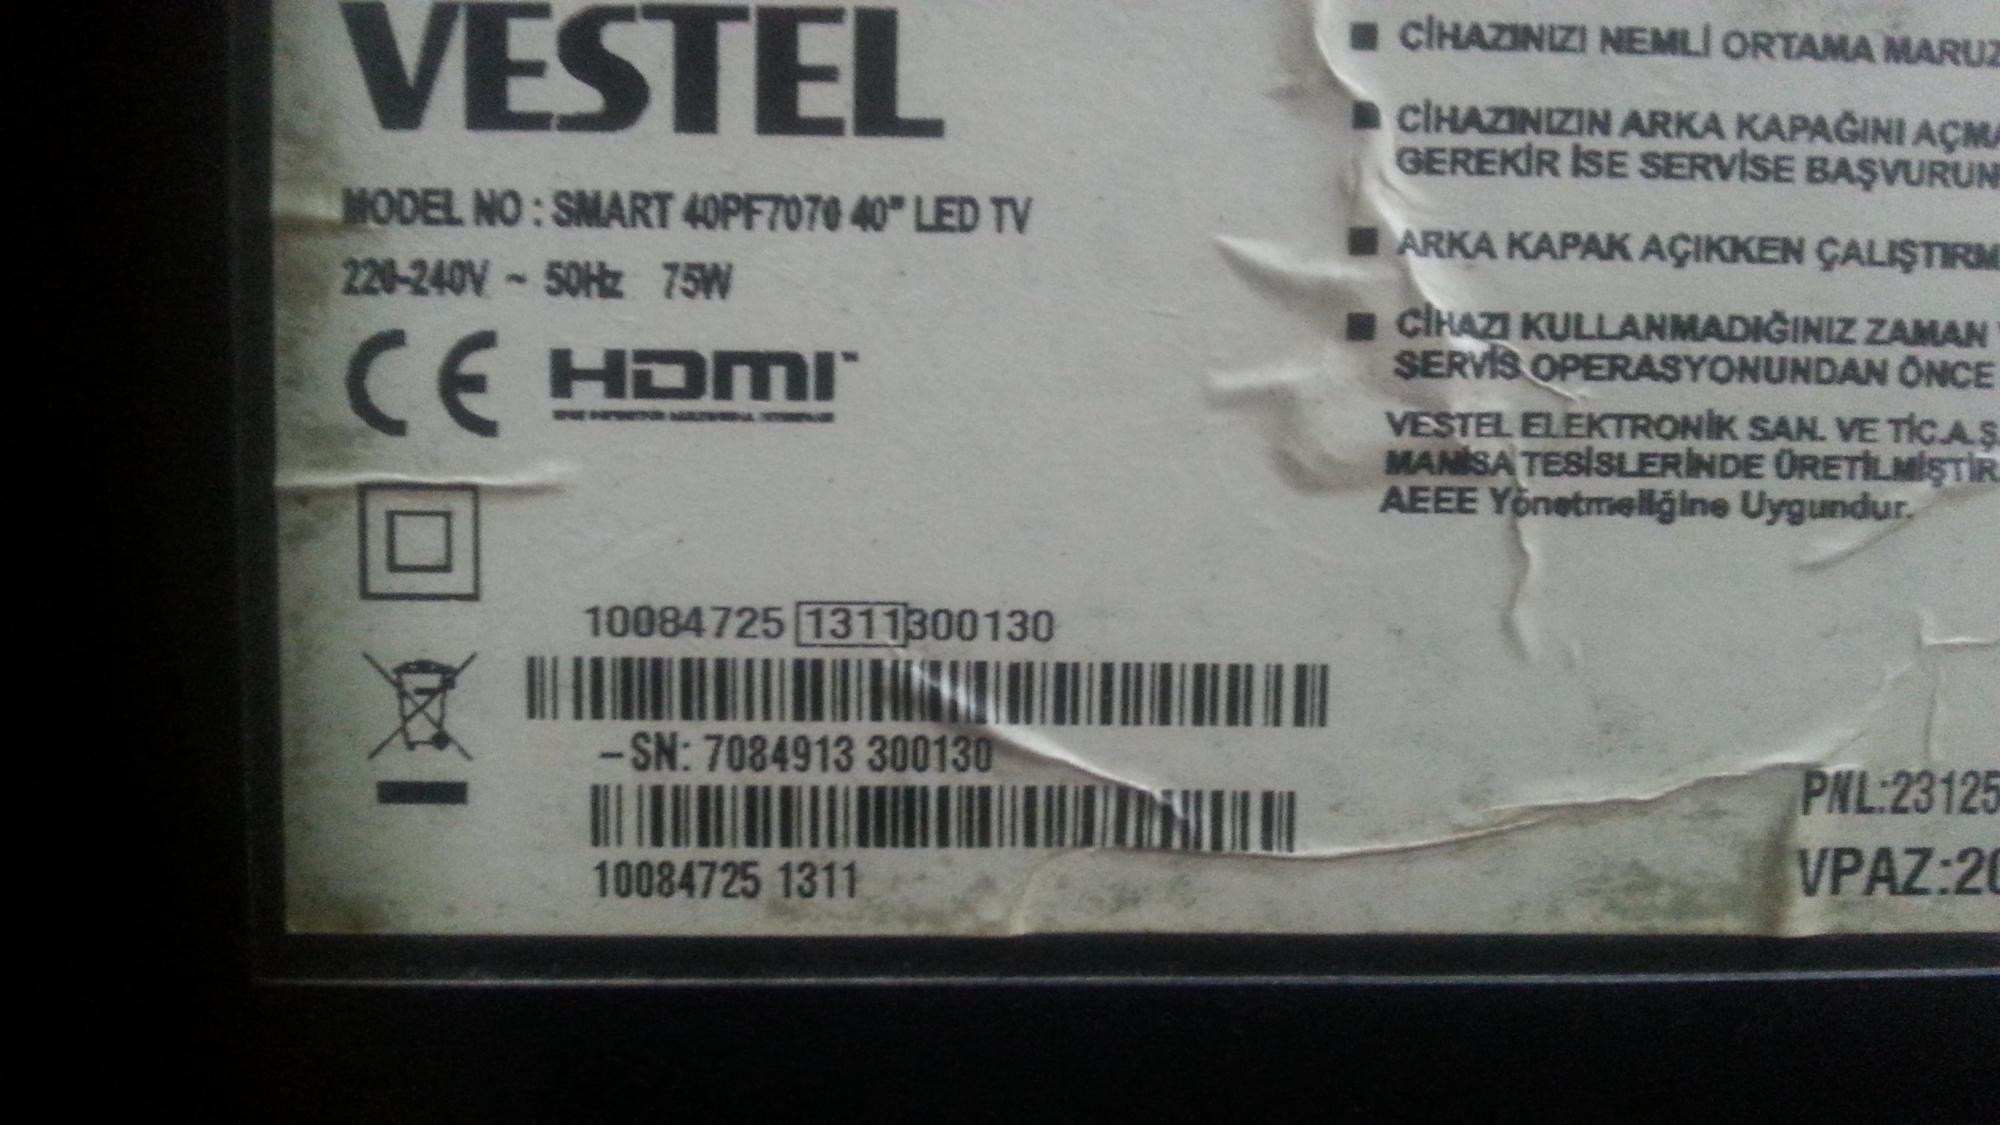 VESTEL
MODEL NO : SMART 40PF7070 40" LED TV
220-240V ~ 50Hz 75W
CE HDMI™
10084725 1311300130
-SN: 7084913 300130
10084725 1311
■ CİHAZINIZI NEMLİ ORTAMA MARUZ
■ CİHAZINIZIN ARKA KAPAĞINI AÇMA
GEREKİR İSE SERVİSE BAŞVURUN
■ ARKA KAPAK AÇIKKEN ÇALIŞTIRM
■ CİHAZI KULLANMADIĞINIZ ZAMAN
SERVİS OPERASYONUNDAN ÖNCE
VESTEL ELEKTRONİK SAN. VE TİC.A.Ş.
MANİSA TESİSLERİNDE ÜRETİLMİŞTİR.
AEEE Yönetmeliğine Uygundur.
PNL:23125
VPAZ:20